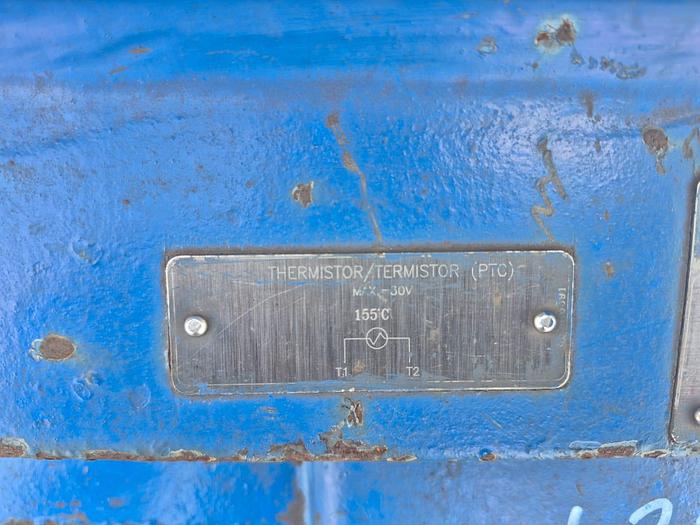 THERMISTOR/TERMISTOR (PTC)
MAX.-30V
155°C
T1 T2